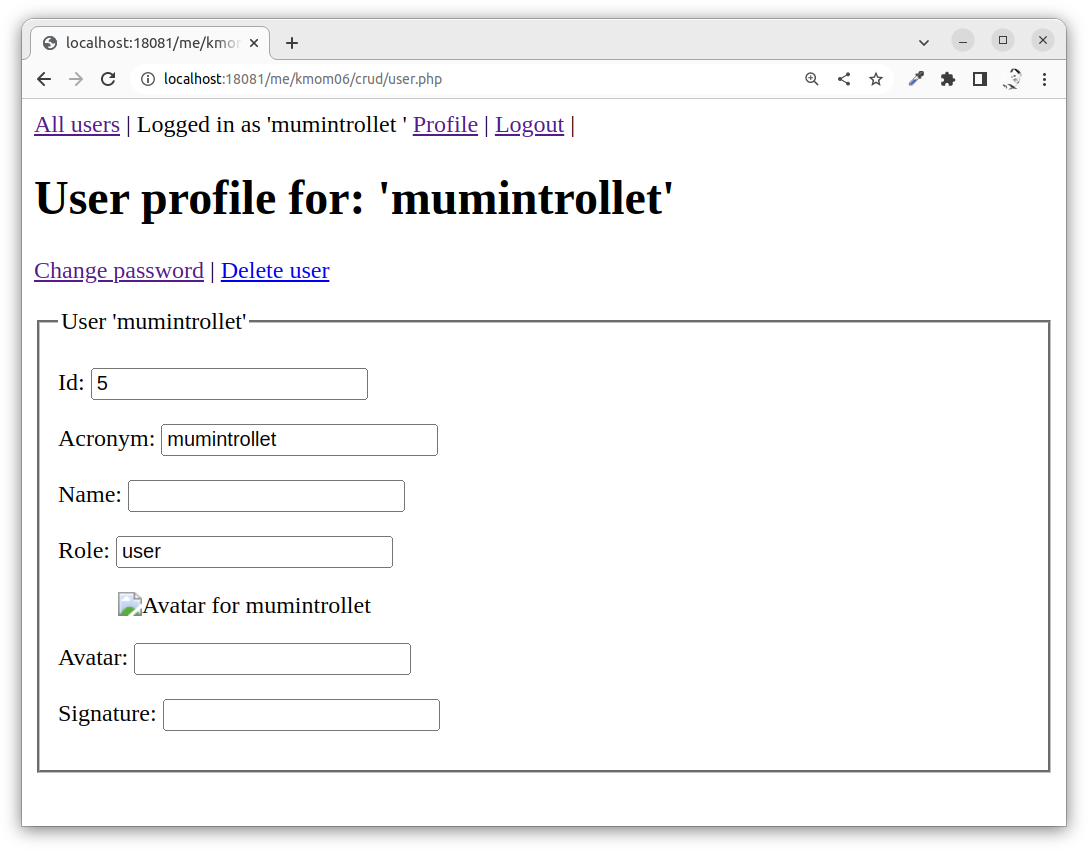 localhost:18081/me/kmo
localhost:18081/me/kmom06/crud/user.php
All users | Logged in as 'mumintrollet ' Profile | Logout |
User profile for: 'mumintrollet'
Change password | Delete user
User 'mumintrollet'
Id: 5
Acronym: mumintrollet
Name:
Role: user
Avatar for mumintrollet
Avatar:
Signature: